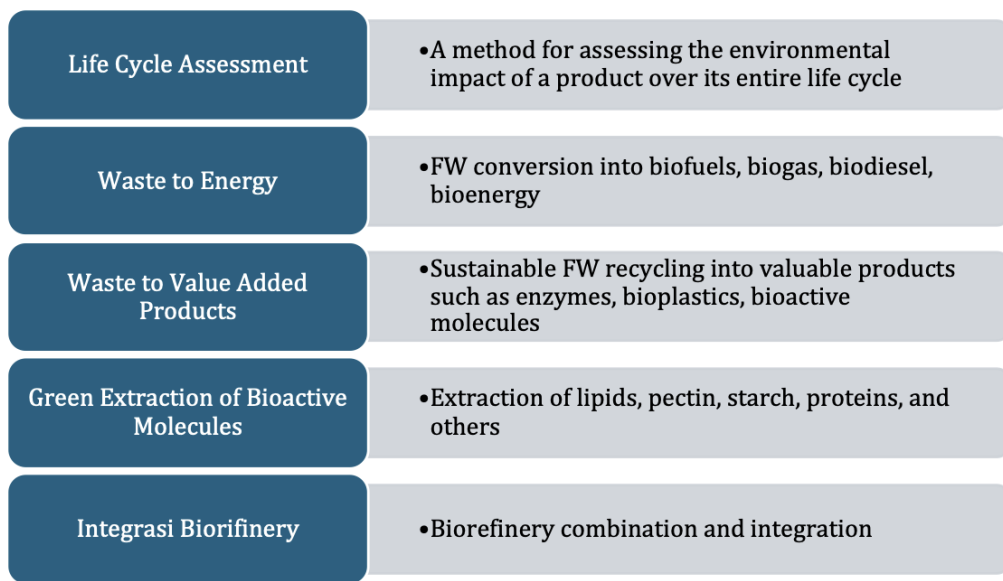 Life Cycle Assessment
•A method for assessing the environmental
impact of a product over its entire life cycle
Waste to Energy
•FW conversion into biofuels, biogas, biodiesel,
bioenergy
Waste to Value Added
Products
•Sustainable FW recycling into valuable products
such as enzymes, bioplastics, bioactive
molecules
Green Extraction of Bioactive
Molecules
•Extraction of lipids, pectin, starch, proteins, and
others
Integrasi Biorifinery
•Biorefinery combination and integration